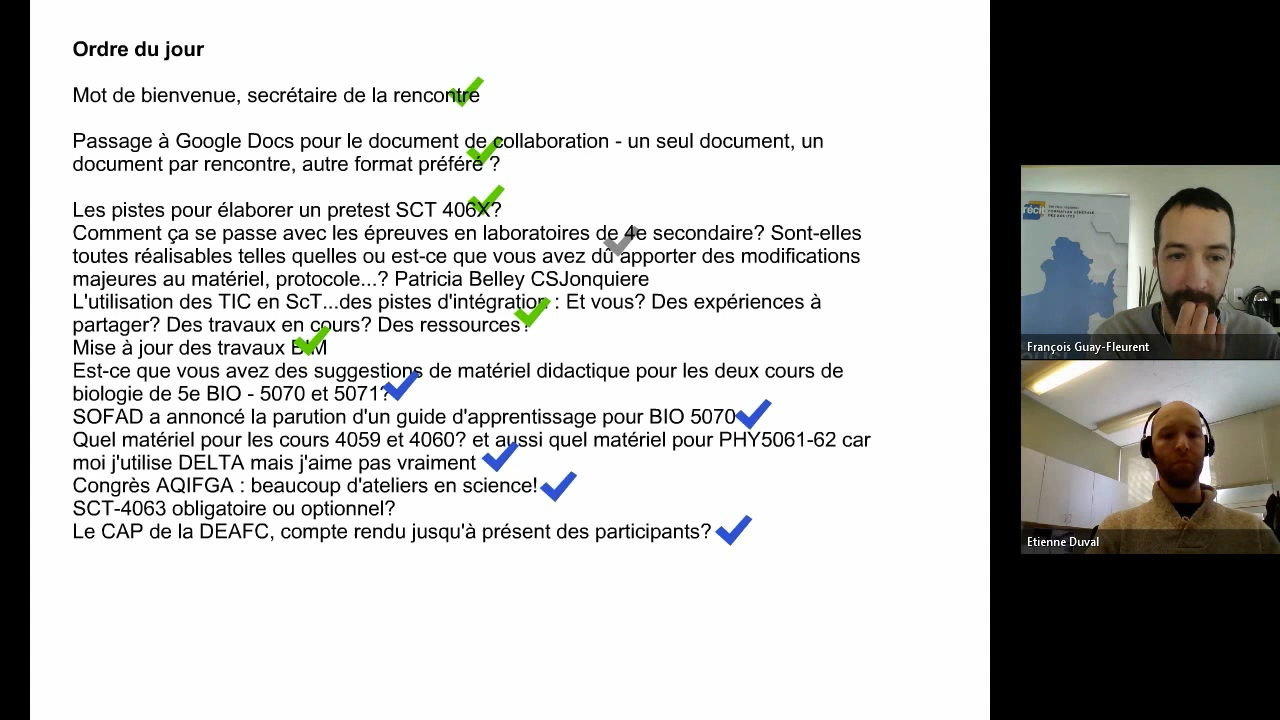 Ordre du jour
Mot de bienvenue, secrétaire de la rencontre
Passage à Google Docs pour le document de collaboration - un seul document, un
document par rencontre, autre format préféré ?
Les pistes pour élaborer un pretest SCT 406X?
Comment ça se passe avec les épreuves en laboratoires de 4e secondaire? Sont-elles
toutes réalisables telles quelles ou est-ce que vous avez dû apporter des modifications
majeures au matériel, protocole...? Patricia Belley CSJonquiere
L'utilisation des TIC en ScT...des pistes d'intégration : Et vous? Des expériences à
partager? Des travaux en cours? Des ressources?
Mise à jour des travaux BIM
Est-ce que vous avez des suggestions de matériel didactique pour les deux cours de
biologie de 5e BIO - 5070 et 5071?
SOFAD a annoncé la parution d'un guide d'apprentissage pour BIO 5070
Quel matériel pour les cours 4059 et 4060? et aussi quel matériel pour PHY5061-62 car
moi j'utilise DELTA mais j'aime pas vraiment
Congrès AQIFGA : beaucoup d'ateliers en science!
SCT-4063 obligatoire ou optionnel?
Le CAP de la DEAFC, compte rendu jusqu'à présent des participants?
récit
FORMATION GÉNÉRALE
DES ADULTES
François Guay-Fleurent
Etienne Duval